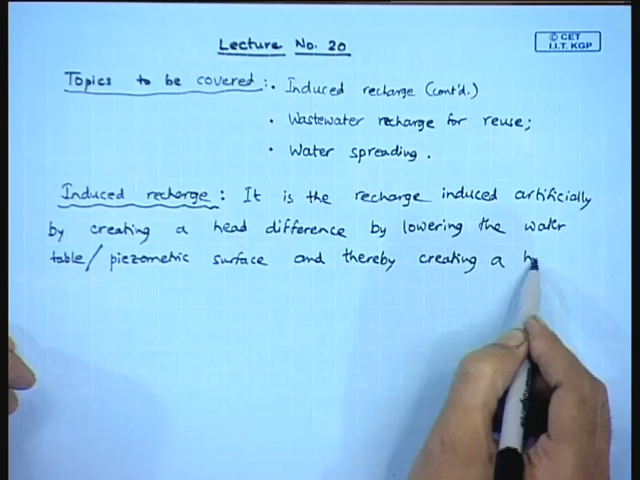 Lecture No. 20
© CET
I.I.T. KGP
Topics to be covered: • Induced recharge (cont'd.)
• Wastewater recharge for reuse;
• Water spreading.
Induced recharge: It is the recharge induced artificially
by creating a head difference by lowering the water
table/piezometric surface and thereby creating a h